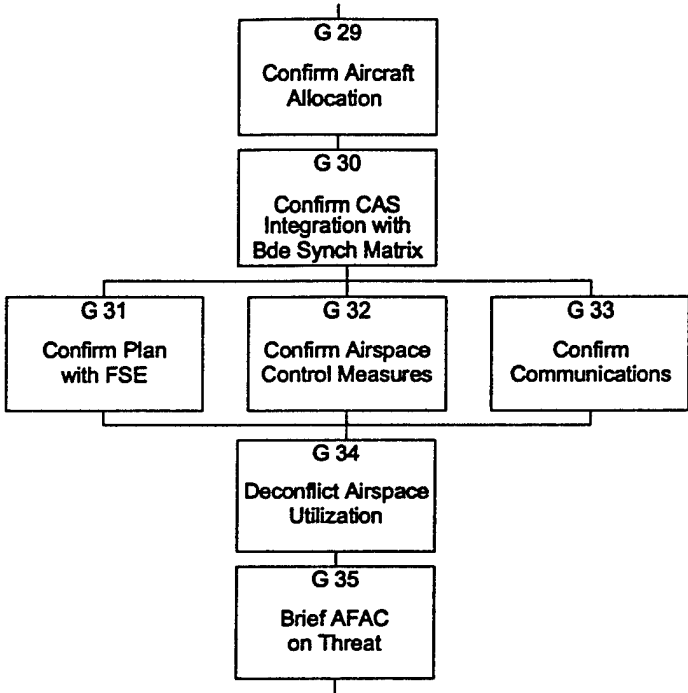 G 29
Confirm Aircraft
Allocation
G 30
Confirm CAS
Integration with
Bde Synch Matrix
G 31
Confirm Plan
with FSE
G 32
Confirm Airspace
Control Measures
G 33
Confirm
Communications
G 34
Deconflict Airspace
Utilization
G 35
Brief AFAC
on Threat